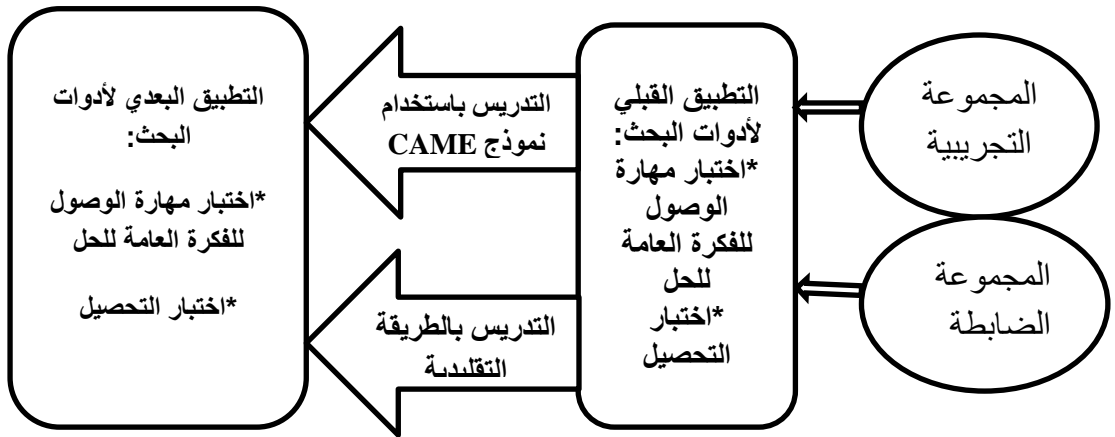 المجموعة
التجريبية
المجموعة
الضابطة
التطبيق القبلي
لأدوات البحث:
*اختبار مهارة
الوصول
للفكرة العامة
للحل
*اختبار
التحصيل
التدريس باستخدام
نموذج CAME
التدريس بالطريقة
التقليدية
التطبيق البعدي لأدوات
البحث:
*اختبار مهارة الوصول
للفكرة العامة للحل
*اختبار التحصيل